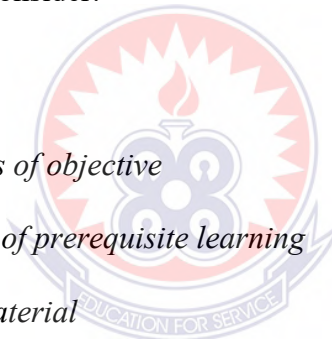 s of objective
of prerequisite learning
aterial
EDUCATION FOR SERVICE